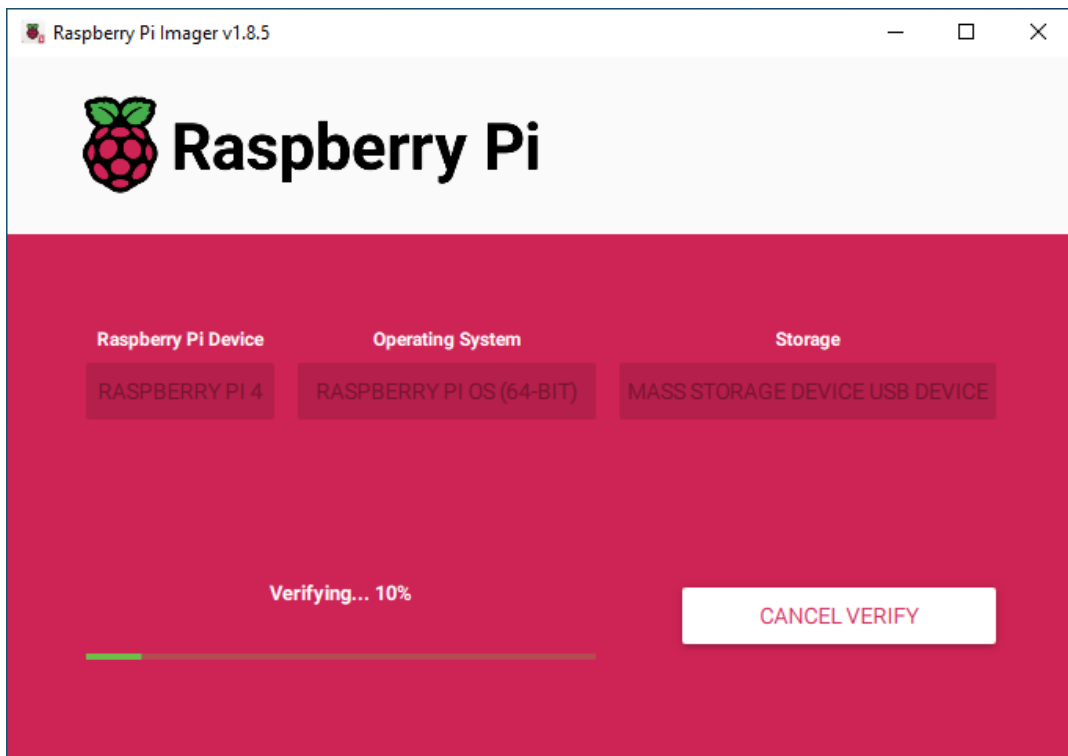 Raspberry Pi Imager v1.8.5
Raspberry Pi
Raspberry Pi Device
Operating System
Storage
RASPBERRY PI 4
RASPBERRY PI OS (64-BIT)
MASS STORAGE DEVICE USB DEVICE
Verifying... 10%
CANCEL VERIFY